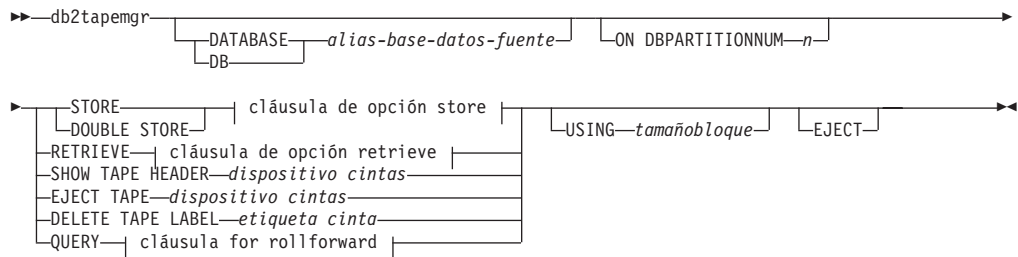 db2tapemgr
DATABASE alias-base-datos-fuente ON DBPARTITIONNUM n
DB
STORE cláusula de opción store
DOUBLE STORE USING tamañobloque EJECT
RETRIEVE cláusula de opción retrieve
SHOW TAPE HEADER dispositivo cintas
EJECT TAPE dispositivo cintas
DELETE TAPE LABEL etiqueta cinta
QUERY cláusula for rollforward